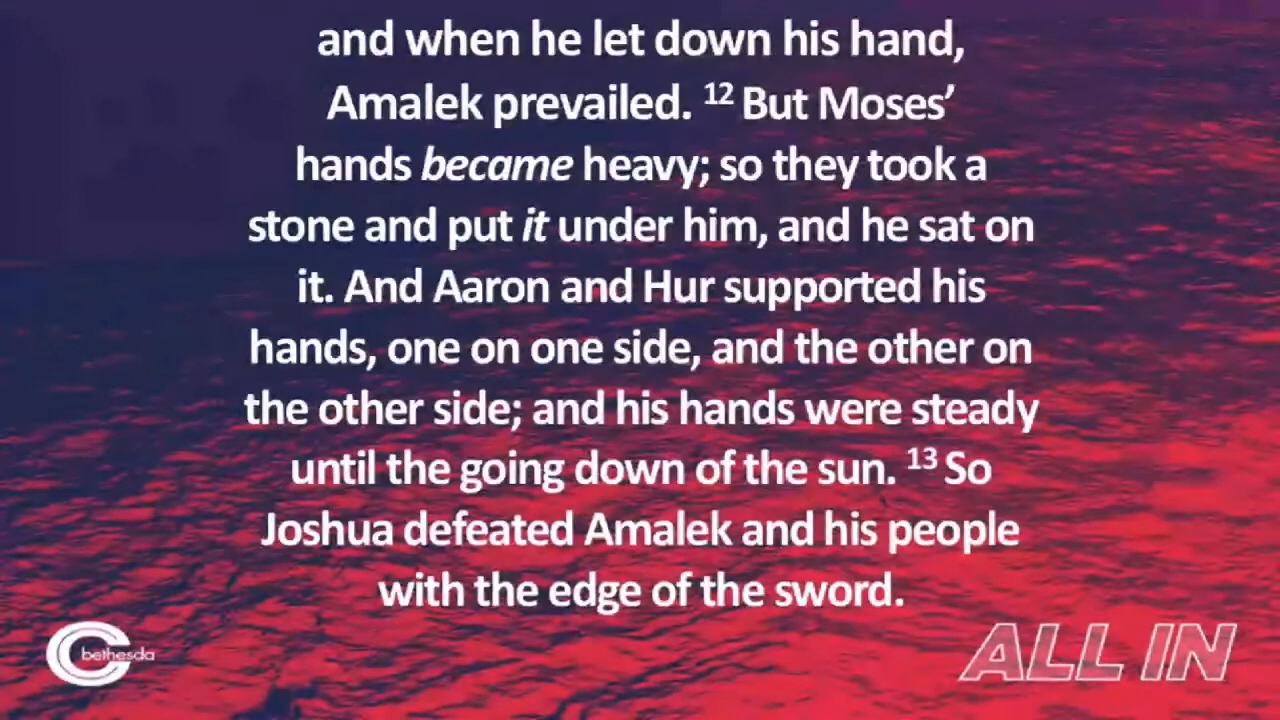 and when he let down his hand,
Amalek prevailed. 12 But Moses’
hands became heavy; so they took a
stone and put it under him, and he sat on
it. And Aaron and Hur supported his
hands, one on one side, and the other on
the other side; and his hands were steady
until the going down of the sun. 13 So
Joshua defeated Amalek and his people
with the edge of the sword.
bethesda
ALL IN